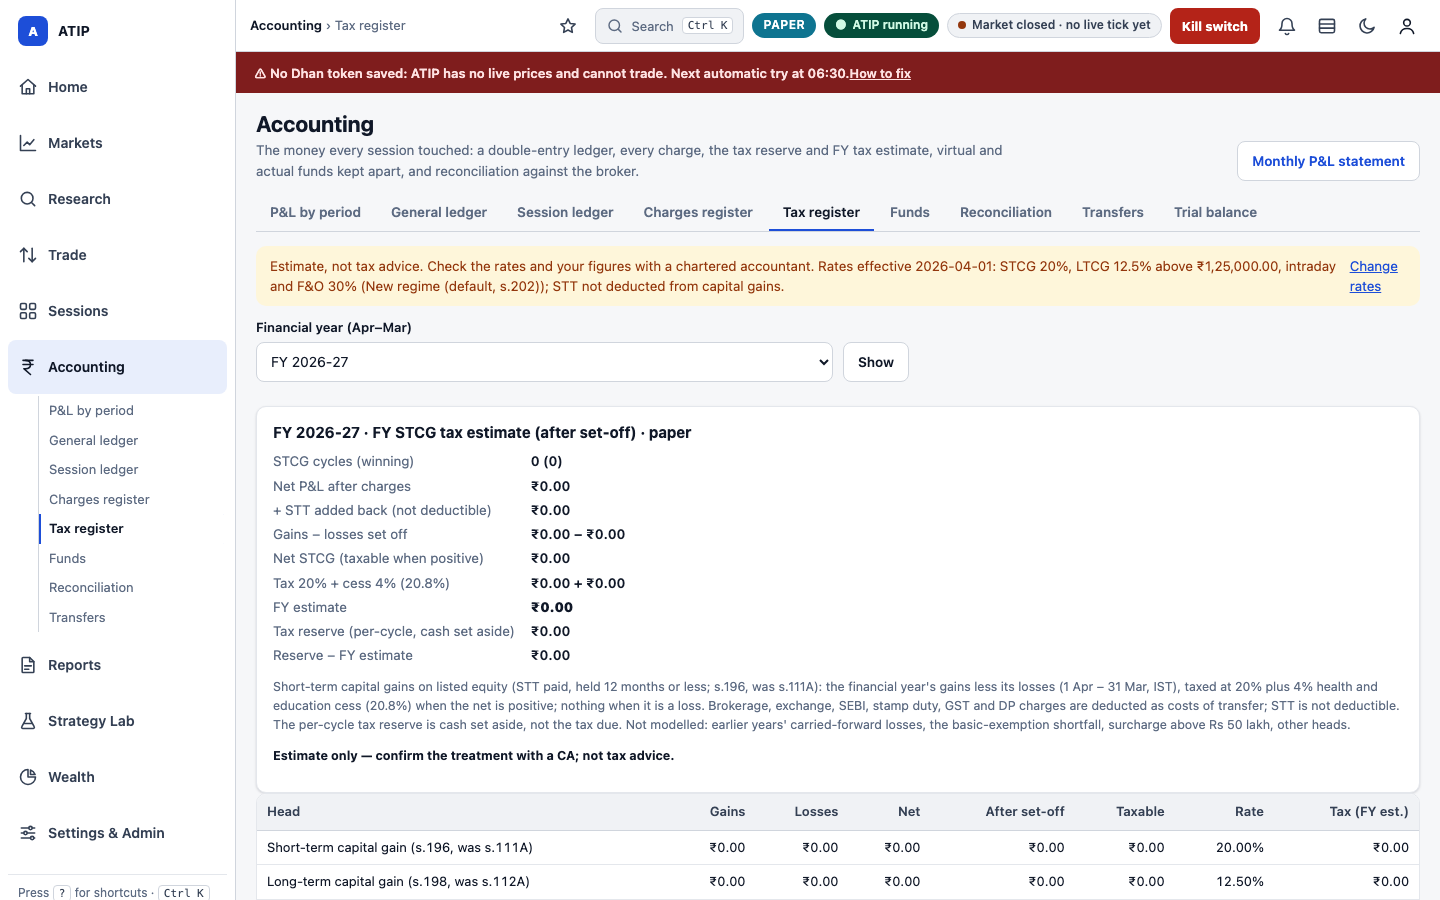 A ATIP
Accounting › Tax register
Search Ctrl K
PAPER
ATIP running
Market closed · no live tick yet
Kill switch
⚠ No Dhan token saved: ATIP has no live prices and cannot trade. Next automatic try at 06:30.How to fix
Home
Markets
Research
Trade
Sessions
Accounting
P&L by period
General ledger
Session ledger
Charges register
Tax register
Funds
Reconciliation
Transfers
Reports
Strategy Lab
Wealth
Settings & Admin
Press ? for shortcuts · Ctrl K
Accounting
The money every session touched: a double-entry ledger, every charge, the tax reserve and FY tax estimate, virtual and
actual funds kept apart, and reconciliation against the broker.
Monthly P&L statement
P&L by period General ledger Session ledger Charges register Tax register Funds Reconciliation Transfers Trial balance
Estimate, not tax advice. Check the rates and your figures with a chartered accountant. Rates effective 2026-04-01: STCG 20%, LTCG 12.5% above ₹1,25,000.00, intraday
and F&O 30% (New regime (default, s.202)); STT not deducted from capital gains.
Change
rates
Financial year (Apr–Mar)
FY 2026-27
Show
FY 2026-27 · FY STCG tax estimate (after set-off) · paper
STCG cycles (winning) 0 (0)
Net P&L after charges ₹0.00
+ STT added back (not deductible) ₹0.00
Gains − losses set off ₹0.00 − ₹0.00
Net STCG (taxable when positive) ₹0.00
Tax 20% + cess 4% (20.8%) ₹0.00 + ₹0.00
FY estimate ₹0.00
Tax reserve (per-cycle, cash set aside) ₹0.00
Reserve − FY estimate ₹0.00
Short-term capital gains on listed equity (STT paid, held 12 months or less; s.196, was s.111A): the financial year's gains less its losses (1 Apr – 31 Mar, IST), taxed at 20% plus 4% health and
education cess (20.8%) when the net is positive; nothing when it is a loss. Brokerage, exchange, SEBI, stamp duty, GST and DP charges are deducted as costs of transfer; STT is not deductible.
The per-cycle tax reserve is cash set aside, not the tax due. Not modelled: earlier years' carried-forward losses, the basic-exemption shortfall, surcharge above Rs 50 lakh, other heads.
Estimate only — confirm the treatment with a CA; not tax advice.
Head Gains Losses Net After set-off Taxable Rate Tax (FY est.)
Short-term capital gain (s.196, was s.111A) ₹0.00 ₹0.00 ₹0.00 ₹0.00 ₹0.00 20.00% ₹0.00
Long-term capital gain (s.198, was s.112A) ₹0.00 ₹0.00 ₹0.00 ₹0.00 ₹0.00 12.50% ₹0.00